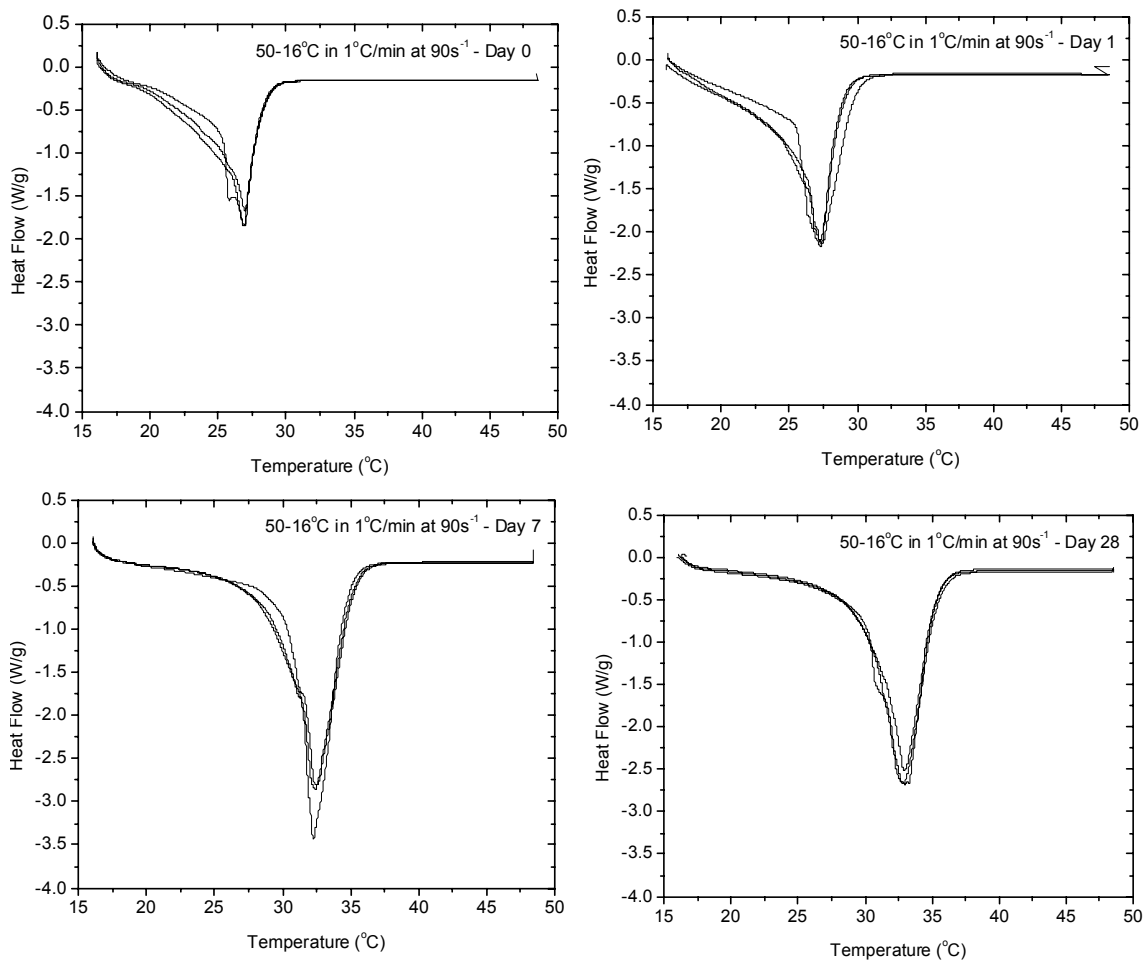 50-16°C in 1°C/min at 90s⁻¹ - Day 0
0.5
0.0
-0.5
-1.0
-1.5
-2.0
-2.5
-3.0
-3.5
-4.0
Heat Flow (W/g)
15 20 25 30 35 40 45 50
Temperature (°C)
50-16°C in 1°C/min at 90s⁻¹ - Day 1
0.5
0.0
-0.5
-1.0
-1.5
-2.0
-2.5
-3.0
-3.5
-4.0
Heat Flow (W/g)
15 20 25 30 35 40 45 50
Temperature (°C)
50-16°C in 1°C/min at 90s⁻¹ - Day 7
0.5
0.0
-0.5
-1.0
-1.5
-2.0
-2.5
-3.0
-3.5
-4.0
Heat Flow (W/g)
15 20 25 30 35 40 45 50
Temperature (°C)
50-16°C in 1°C/min at 90s⁻¹ - Day 28
0.5
0.0
-0.5
-1.0
-1.5
-2.0
-2.5
-3.0
-3.5
-4.0
Heat Flow (W/g)
15 20 25 30 35 40 45 50
Temperature (°C)